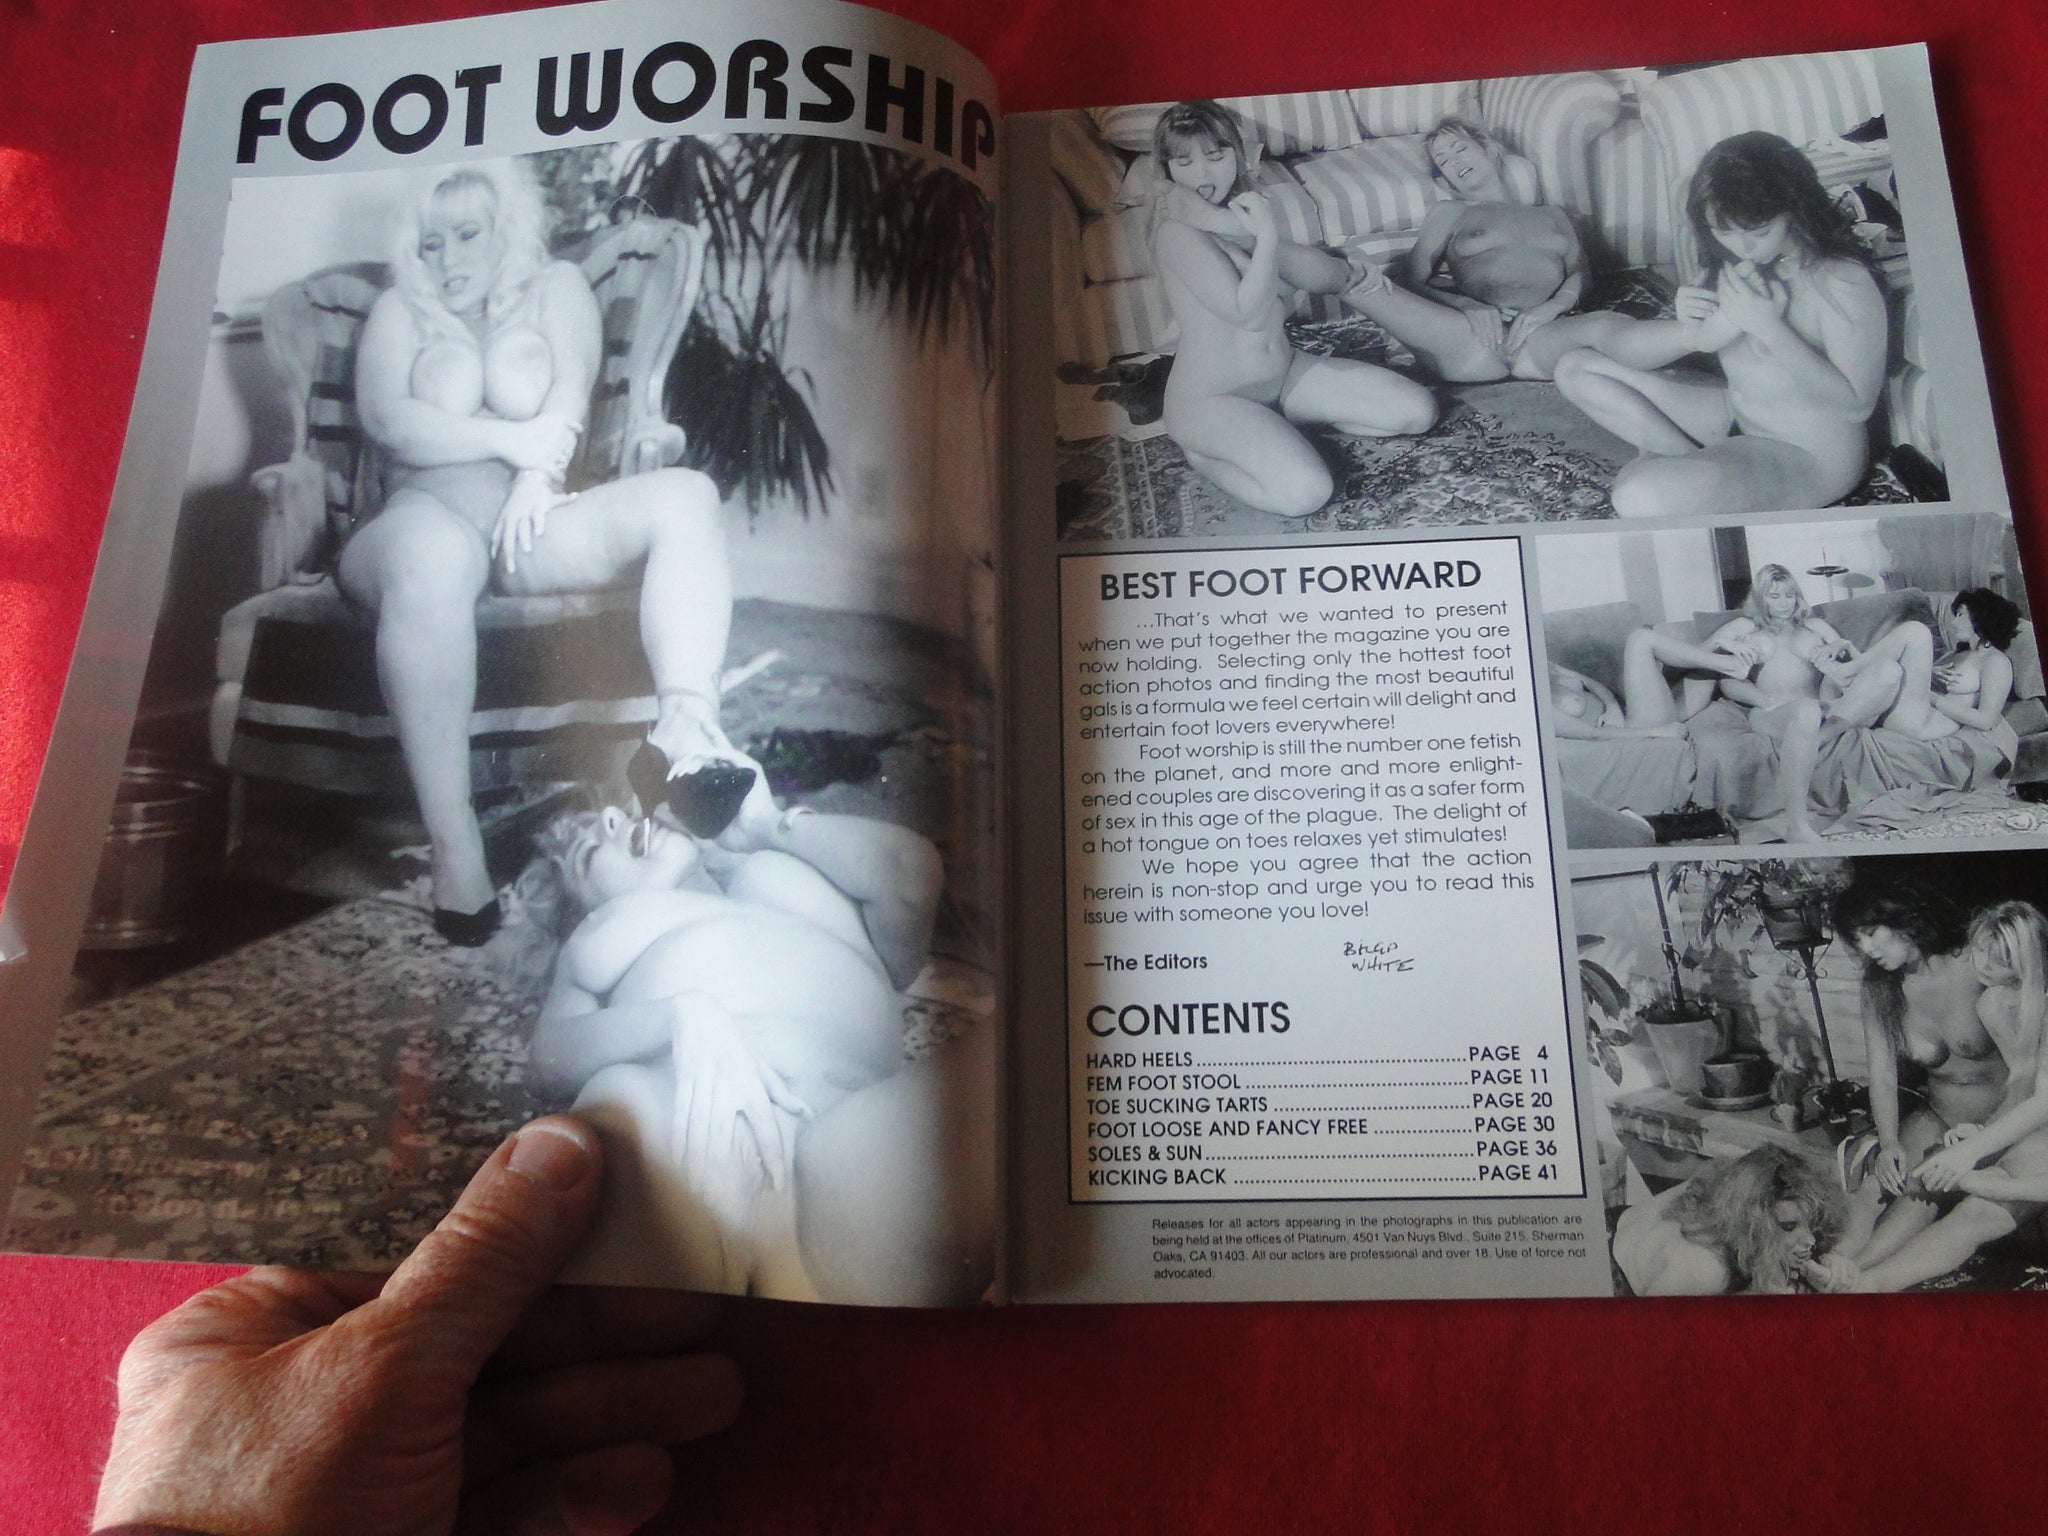 FOOT WORSHIP
BEST FOOT FORWARD
...That's what we wanted to present
when we put together the magazine you are
now holding. Selecting only the hottest foot
action photos and finding the most beautiful
gals is a formula we feel certain will delight and
entertain foot lovers everywhere!
Foot worship is still the number one fetish
on the planet, and more and more enlight-
ened couples are discovering it as a safer form
of sex in this age of the plague. The delight of
a hot tongue on toes relaxes yet stimulates!
We hope you agree that the action
herein is non-stop and urge you to read this
issue with someone you love!
—The Editors
WHITE
CONTENTS
HARD HEELS ........ PAGE 4
FEM FOOT STOOL ........ PAGE 11
TOE SUCKING TARTS ........ PAGE 20
FOOT LOOSE AND FANCY FREE ........ PAGE 30
SOLES & SUN ........ PAGE 36
KICKING BACK ........ PAGE 41
Releases for all actors appearing in the photographs in this publication are
being held at the offices of Platinum, 4501 Van Nuys Blvd., Suite 215, Sherman
Oaks, CA 91403. All our actors are professional and over 18. Use of force not
advocated.